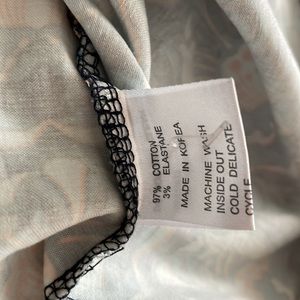 97% COTTON
3% ELASTANE
MADE IN KOREA
MACHINE WASH
INSIDE OUT
COLD DELICATE
CYCLE